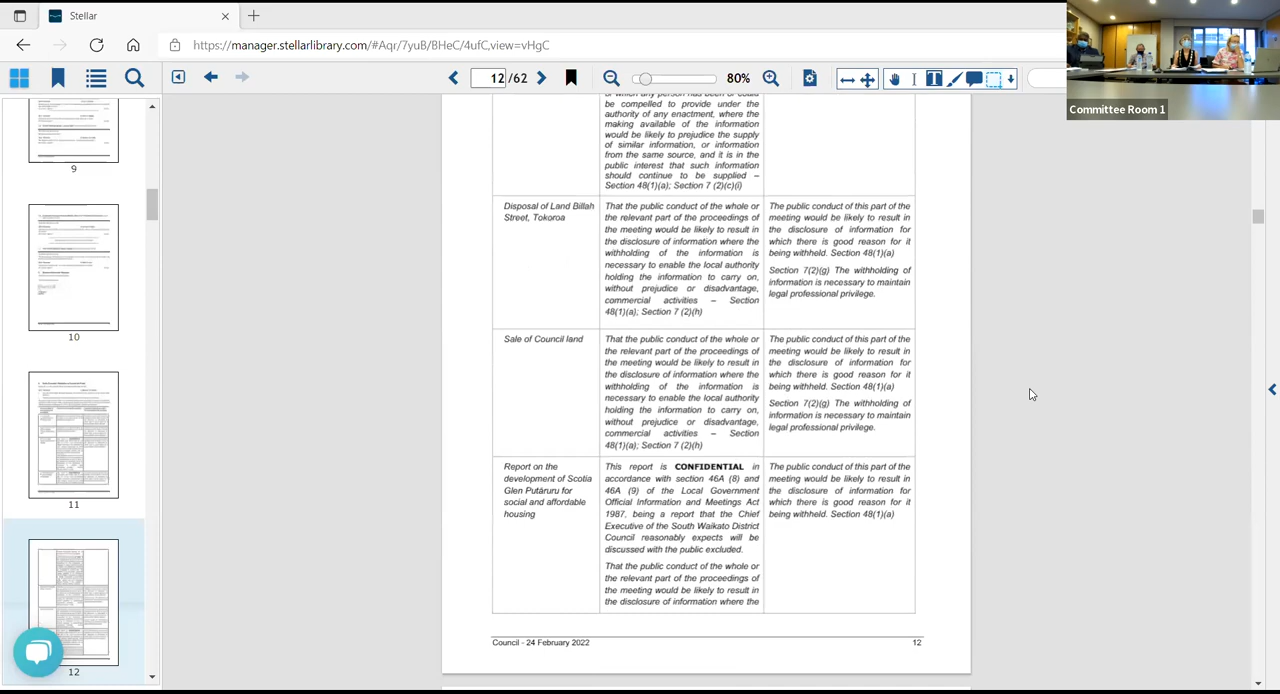 Stellar
https://manager.stellarlibrary.com/#Aqr/7yuB/BHeC/4ufC,view=vHgC
12 /62
80%
Committee Room 1
9
10
11
12
of which any person has been or could
be compelled to provide under the
authority of any enactment, where the
making available of the information
would be likely to prejudice the supply
of similar information, or information
from the same source, and it is in the
public interest that such information
should continue to be supplied –
Section 48(1)(a); Section 7 (2)(c)(i)
Disposal of Land Billah
Street, Tokoroa
That the public conduct of the whole or
the relevant part of the proceedings of
the meeting would be likely to result in
the disclosure of information where the
withholding of the information is
necessary to enable the local authority
holding the information to carry on,
without prejudice or disadvantage,
commercial activities – Section
48(1)(a); Section 7 (2)(h)
The public conduct of this part of the
meeting would be likely to result in
the disclosure of information for
which there is good reason for it
being withheld. Section 48(1)(a)
Section 7(2)(g) The withholding of
information is necessary to maintain
legal professional privilege.
Sale of Council land
That the public conduct of the whole or
the relevant part of the proceedings of
the meeting would be likely to result in
the disclosure of information where the
withholding of the information is
necessary to enable the local authority
holding the information to carry on,
without prejudice or disadvantage,
commercial activities – Section
48(1)(a); Section 7 (2)(h)
The public conduct of this part of the
meeting would be likely to result in
the disclosure of information for
which there is good reason for it
being withheld. Section 48(1)(a)
Section 7(2)(g) The withholding of
information is necessary to maintain
legal professional privilege.
Report on the
development of Scotia
Glen Putāruru for
social and affordable
housing
This report is CONFIDENTIAL in
accordance with section 46A (8) and
46A (9) of the Local Government
Official Information and Meetings Act
1987, being a report that the Chief
Executive of the South Waikato District
Council reasonably expects will be
discussed with the public excluded.
That the public conduct of the whole or
the relevant part of the proceedings of
the meeting would be likely to result in
the disclosure of information where the
The public conduct of this part of the
meeting would be likely to result in
the disclosure of information for
which there is good reason for it
being withheld. Section 48(1)(a)
Council - 24 February 2022
12